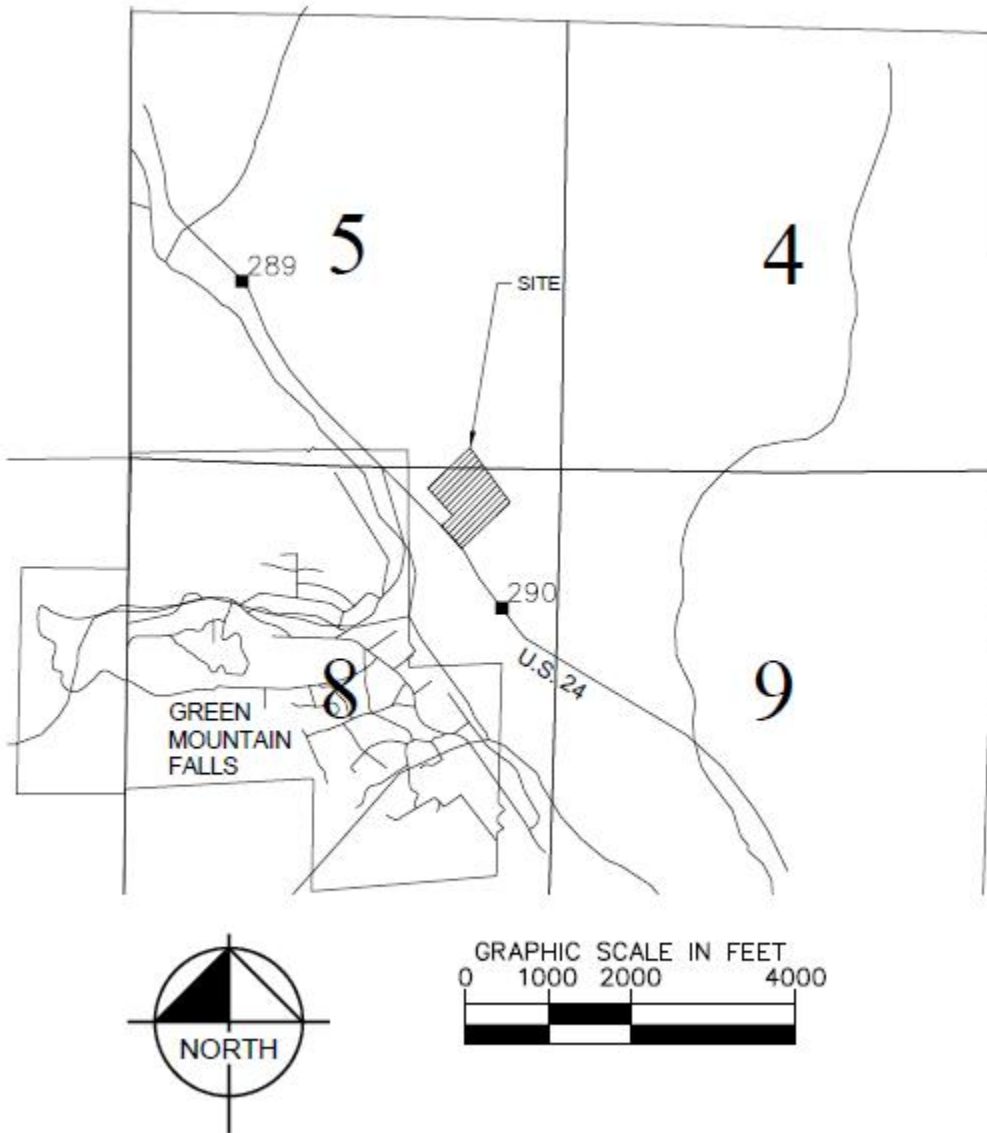 5
4
289
SITE
290
U.S. 24
8
9
GREEN
MOUNTAIN
FALLS
GRAPHIC SCALE IN FEET
0 1000 2000 4000
NORTH